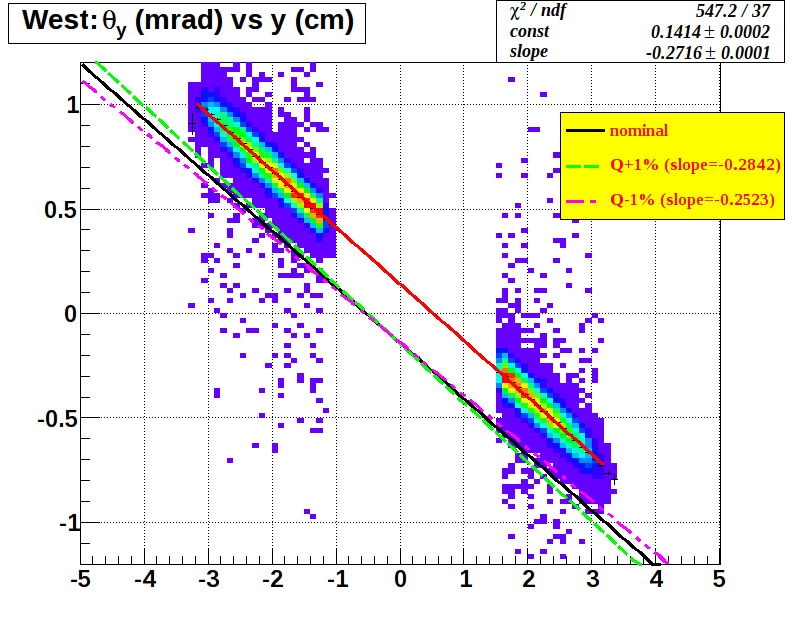 West: θy (mrad) vs y (cm)
χ² / ndf 547.2 / 37
const 0.1414 ± 0.0002
slope -0.2716 ± 0.0001
nominal
Q+1% (slope=-0.2842)
Q-1% (slope=-0.2523)
1
0.5
0
-0.5
-1
-5 -4 -3 -2 -1 0 1 2 3 4 5